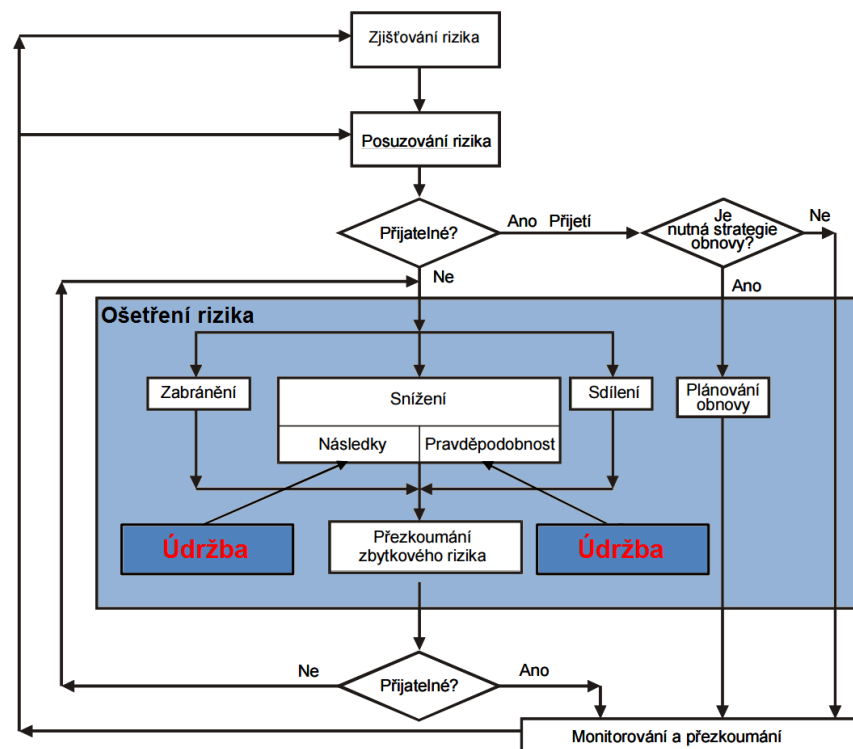 Zjišťování rizika
Posuzování rizika
Přijatelné?
Ano Přijetí
Je
nutná strategie
obnovy?
Ne
Ne
Ano
Ošetření rizika
Zabránění
Snížení
Sdílení
Plánování
obnovy
Následky
Pravděpodobnost
Údržba
Přezkoumání
zbytkového rizika
Údržba
Ne
Přijatelné?
Ano
Monitorování a přezkoumání